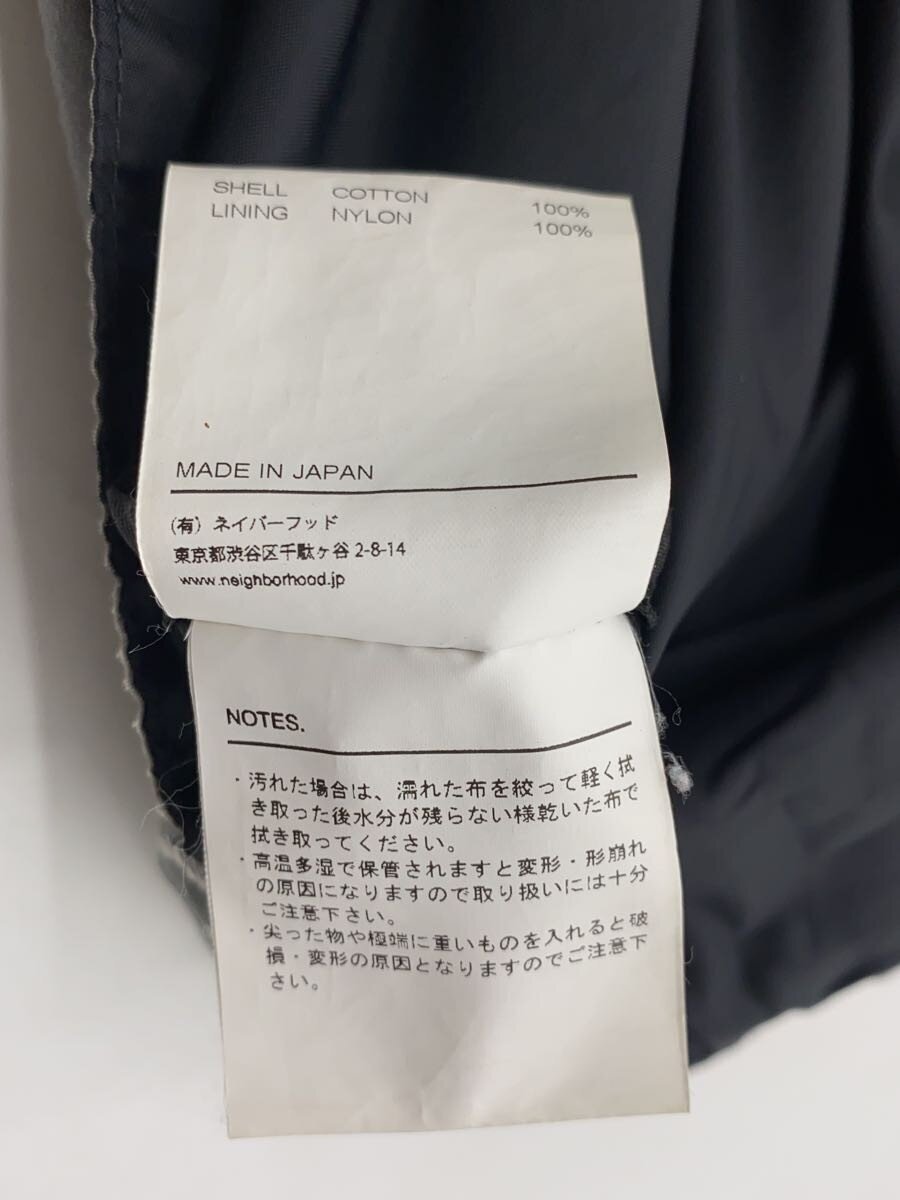 SHELL COTTON 100%
LINING NYLON 100%
MADE IN JAPAN
(有) ネイバーフッド
東京都渋谷区千駄ヶ谷 2-8-14
www.neighborhood.jp
NOTES.
・汚れた場合は、濡れた布を絞って軽く拭
き取った後水分が残らない様乾いた布で
拭き取ってください。
・高温多湿で保管されますと変形・形崩れ
の原因になりますので取り扱いには十分
ご注意下さい。
・尖った物や極端に重いものを入れると破
損・変形の原因となりますのでご注意下
さい。